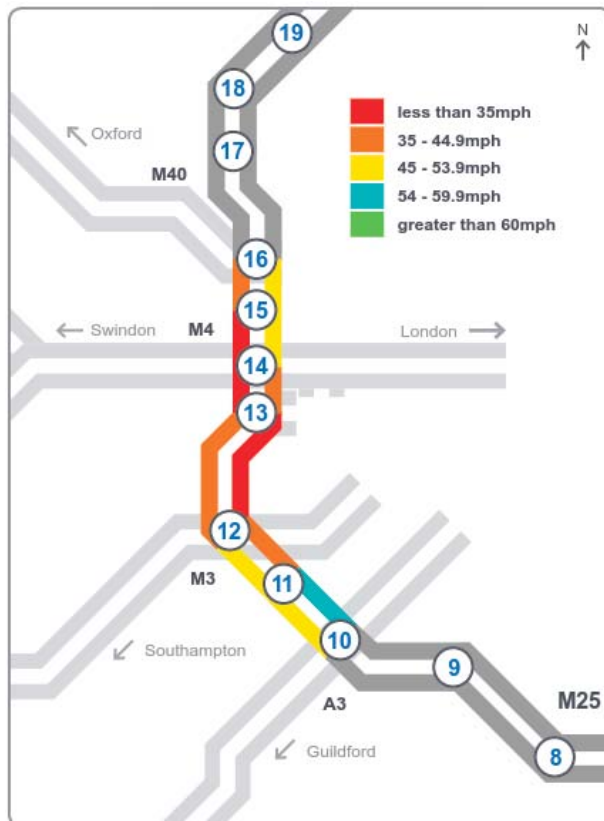 19
N
18
less than 35mph
Oxford
35 - 44.9mph
17
45 - 53.9mph
M40
54 - 59.9mph
greater than 60mph
16
15
Swindon
M4
London
14
13
12
M3
11
Southampton
10
9
A3
M25
Guildford
8